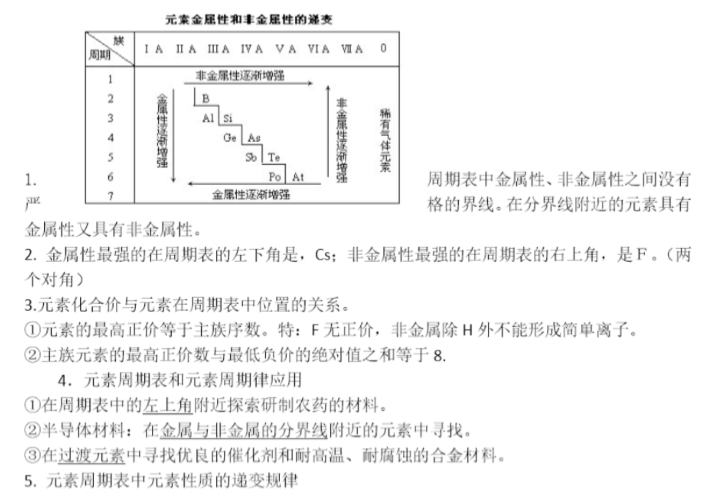 元素金属性和非金属性的递变
族
周期
ⅠA ⅡA ⅢA ⅣA ⅤA ⅥA ⅦA 0
1 非金属性逐渐增强
2 B
3 Al Si
4 Ge As
5 Sb Te
6 Po At
7 金属性逐渐增强
金属性逐渐增强
非金属性逐渐增强
稀有气体元素
1. 周期表中金属性、非金属性之间没有
严 格的界线。在分界线附近的元素具有
金属性又具有非金属性。
2. 金属性最强的在周期表的左下角是，Cs；非金属性最强的在周期表的右上角，是F。（两
个对角）
3.元素化合价与元素在周期表中位置的关系。
①元素的最高正价等于主族序数。特：F 无正价，非金属除 H 外不能形成简单离子。
②主族元素的最高正价数与最低负价的绝对值之和等于 8.
4．元素周期表和元素周期律应用
①在周期表中的左上角附近探索研制农药的材料。
②半导体材料：在金属与非金属的分界线附近的元素中寻找。
③在过渡元素中寻找优良的催化剂和耐高温、耐腐蚀的合金材料。
5. 元素周期表中元素性质的递变规律